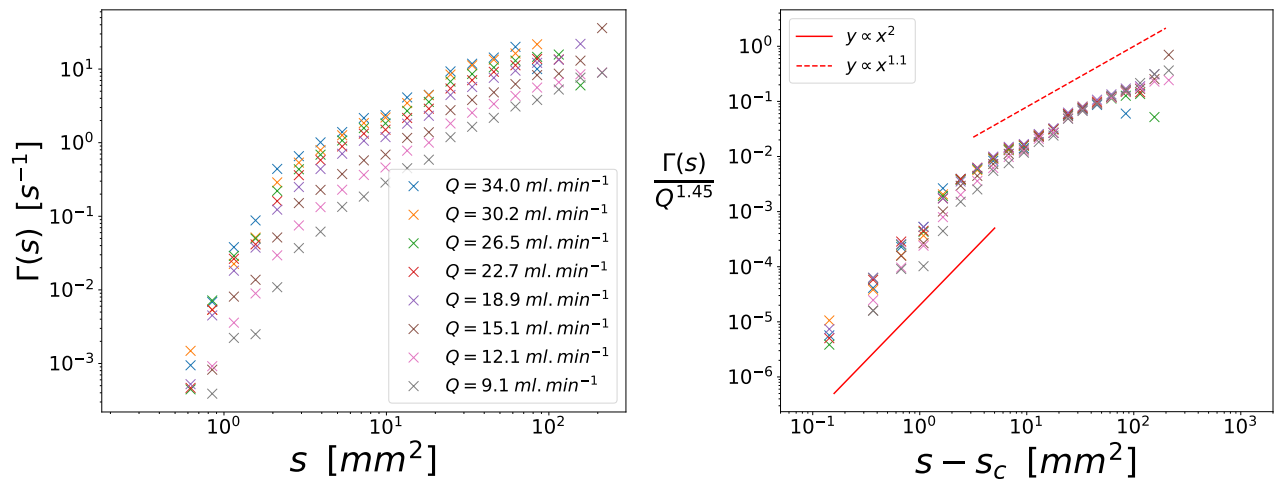 Γ(s) [s⁻¹]
10¹
10⁰
10⁻¹
10⁻²
10⁻³
Q = 34.0 ml.min⁻¹
Q = 30.2 ml.min⁻¹
Q = 26.5 ml.min⁻¹
Q = 22.7 ml.min⁻¹
Q = 18.9 ml.min⁻¹
Q = 15.1 ml.min⁻¹
Q = 12.1 ml.min⁻¹
Q = 9.1 ml.min⁻¹
10⁰ 10¹ 10²
s [mm²]
Γ(s)
Q^1.45
y ∝ x²
y ∝ x^1.1
10⁰
10⁻¹
10⁻²
10⁻³
10⁻⁴
10⁻⁵
10⁻⁶
10⁻¹ 10⁰ 10¹ 10² 10³
s − s_c [mm²]